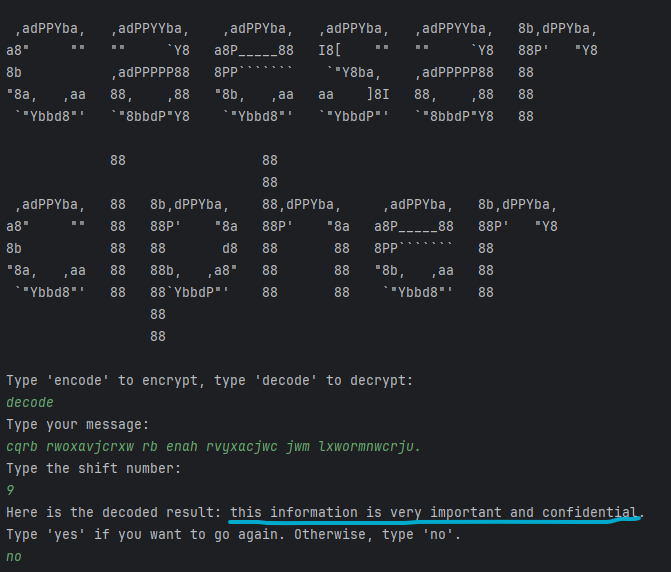 ,adPPYba,   ,adPPYYba,   ,adPPYba,   ,adPPYba,   ,adPPYYba,   8b,dPPYba,
a8"     ""   ""     `Y8   a8P_____88   I8[    ""   ""     `Y8   88P'   "Y8
8b           ,adPPPPP88   8PP```````    `"Y8ba,    ,adPPPPP88   88
"8a,   ,aa   88,    ,88   "8b,   ,aa   aa    ]8I   88,    ,88   88
 `"Ybbd8"'   `"8bbdP"Y8    `"Ybbd8"'   `"YbbdP"'   `"8bbdP"Y8   88
             88                 88
                                88
 ,adPPYba,   88   8b,dPPYba,    88,dPPYba,     ,adPPYba,   8b,dPPYba,
a8"     ""   88   88P'    "8a   88P'    "8a   a8P_____88   88P'   "Y8
8b           88   88       d8   88       88   8PP```````   88
"8a,   ,aa   88   88b,   ,a8"   88       88   "8b,   ,aa   88
 `"Ybbd8"'   88   88`YbbdP"'    88       88    `"Ybbd8"'   88
                  88
                  88
Type 'encode' to encrypt, type 'decode' to decrypt:
decode
Type your message:
cqrb rwoxavjcrxw rb enah rvyxacjwc jwm lxwormnwcrju.
Type the shift number:
9
Here is the decoded result: this information is very important and confidential.
Type 'yes' if you want to go again. Otherwise, type 'no'.
no